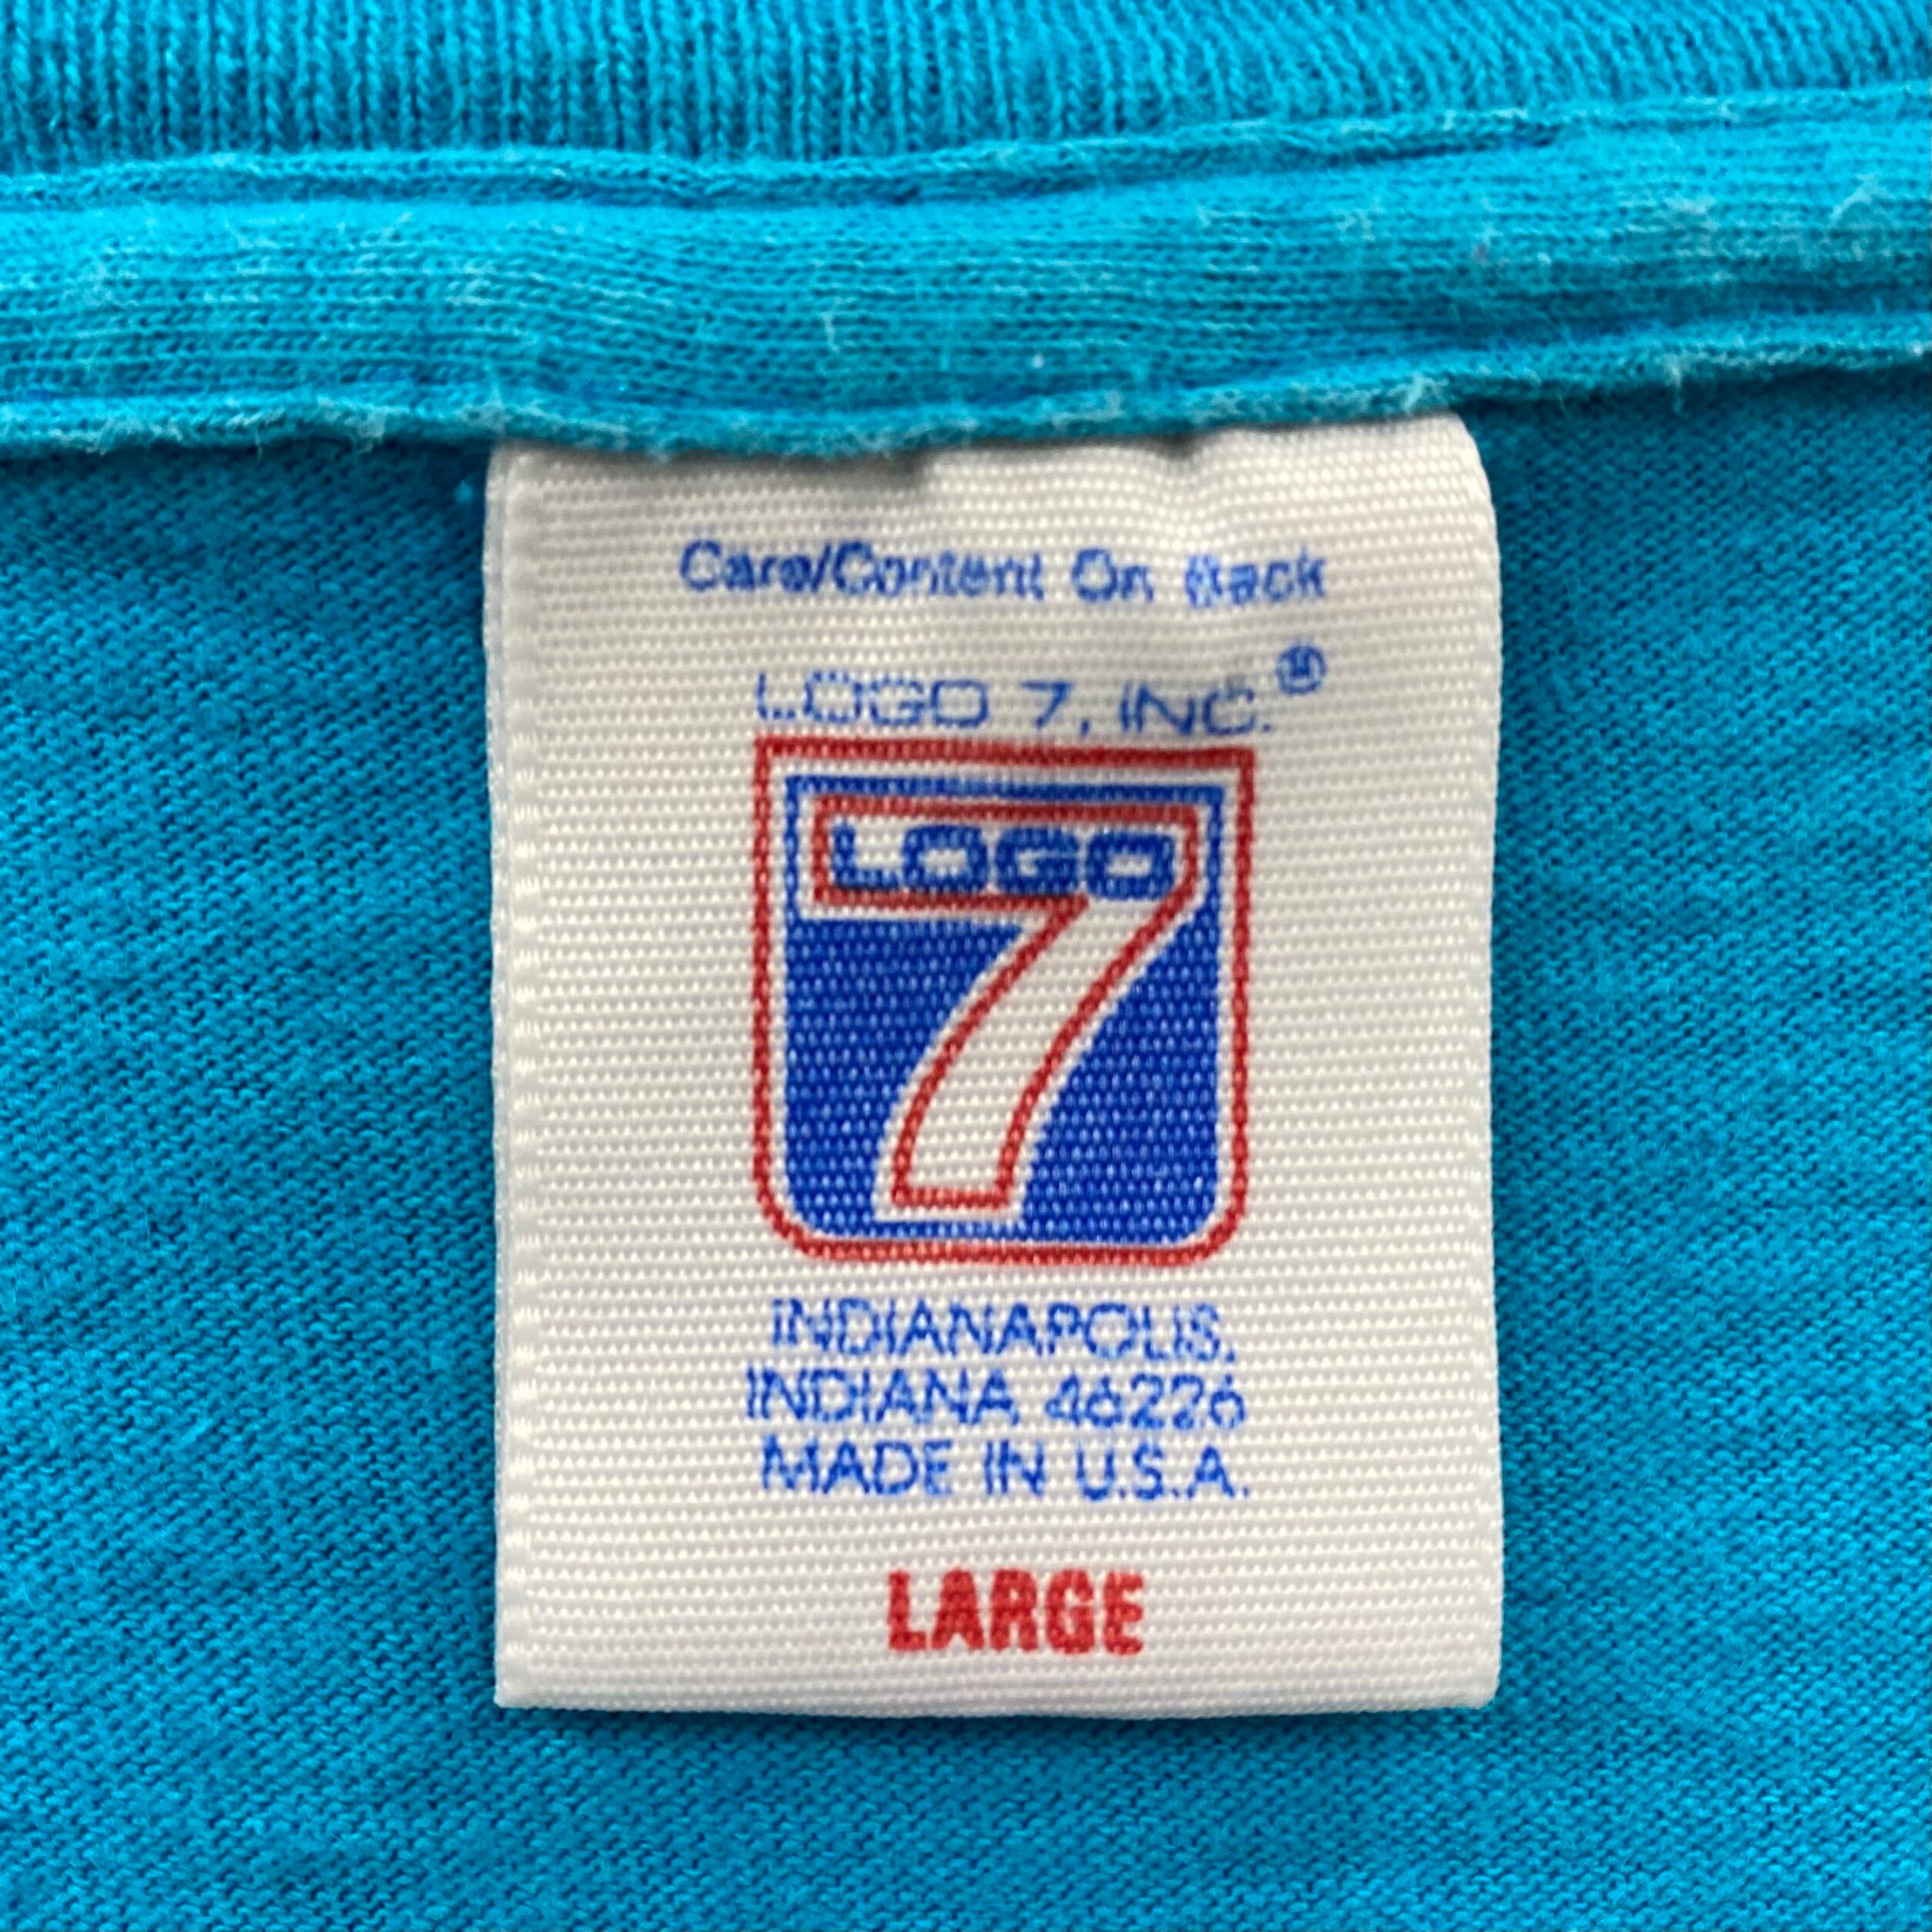 Care/Content On Back
LOGO 7, INC.®
LOGO
7
INDIANAPOLIS,
INDIANA 46226
MADE IN U.S.A.
LARGE